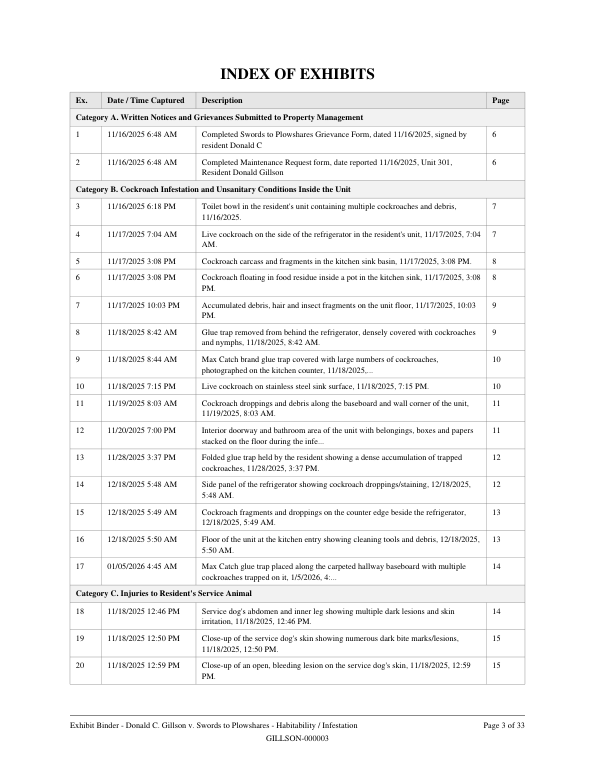 INDEX OF EXHIBITS
Ex. Date / Time Captured Description Page
Category A. Written Notices and Grievances Submitted to Property Management
1 11/16/2025 6:48 AM Completed Swords to Plowshares Grievance Form, dated 11/16/2025, signed by 6
resident Donald C
2 11/16/2025 6:48 AM Completed Maintenance Request form, date reported 11/16/2025, Unit 301, 6
Resident Donald Gillson
Category B. Cockroach Infestation and Unsanitary Conditions Inside the Unit
3 11/16/2025 6:18 PM Toilet bowl in the resident's unit containing multiple cockroaches and debris, 7
11/16/2025.
4 11/17/2025 7:04 AM Live cockroach on the side of the refrigerator in the resident's unit, 11/17/2025, 7:04 7
AM.
5 11/17/2025 3:08 PM Cockroach carcass and fragments in the kitchen sink basin, 11/17/2025, 3:08 PM. 8
6 11/17/2025 3:08 PM Cockroach floating in food residue inside a pot in the kitchen sink, 11/17/2025, 3:08 8
PM.
7 11/17/2025 10:03 PM Accumulated debris, hair and insect fragments on the unit floor, 11/17/2025, 10:03 9
PM.
8 11/18/2025 8:42 AM Glue trap removed from behind the refrigerator, densely covered with cockroaches 9
and nymphs, 11/18/2025, 8:42 AM.
9 11/18/2025 8:44 AM Max Catch brand glue trap covered with large numbers of cockroaches, 10
photographed on the kitchen counter, 11/18/2025,...
10 11/18/2025 7:15 PM Live cockroach on stainless steel sink surface, 11/18/2025, 7:15 PM. 10
11 11/19/2025 8:03 AM Cockroach droppings and debris along the baseboard and wall corner of the unit, 11
11/19/2025, 8:03 AM.
12 11/20/2025 7:00 PM Interior doorway and bathroom area of the unit with belongings, boxes and papers 11
stacked on the floor during the infe...
13 11/28/2025 3:37 PM Folded glue trap held by the resident showing a dense accumulation of trapped 12
cockroaches, 11/28/2025, 3:37 PM.
14 12/18/2025 5:48 AM Side panel of the refrigerator showing cockroach droppings/staining, 12/18/2025, 12
5:48 AM.
15 12/18/2025 5:49 AM Cockroach fragments and droppings on the counter edge beside the refrigerator, 13
12/18/2025, 5:49 AM.
16 12/18/2025 5:50 AM Floor of the unit at the kitchen entry showing cleaning tools and debris, 12/18/2025, 13
5:50 AM.
17 01/05/2026 4:45 AM Max Catch glue trap placed along the carpeted hallway baseboard with multiple 14
cockroaches trapped on it, 1/5/2026, 4:...
Category C. Injuries to Resident's Service Animal
18 11/18/2025 12:46 PM Service dog's abdomen and inner leg showing multiple dark lesions and skin 14
irritation, 11/18/2025, 12:46 PM.
19 11/18/2025 12:50 PM Close-up of the service dog's skin showing numerous dark bite marks/lesions, 15
11/18/2025, 12:50 PM.
20 11/18/2025 12:59 PM Close-up of an open, bleeding lesion on the service dog's skin, 11/18/2025, 12:59 15
PM.
Exhibit Binder - Donald C. Gillson v. Swords to Plowshares - Habitability / Infestation Page 3 of 33
GILLSON-000003